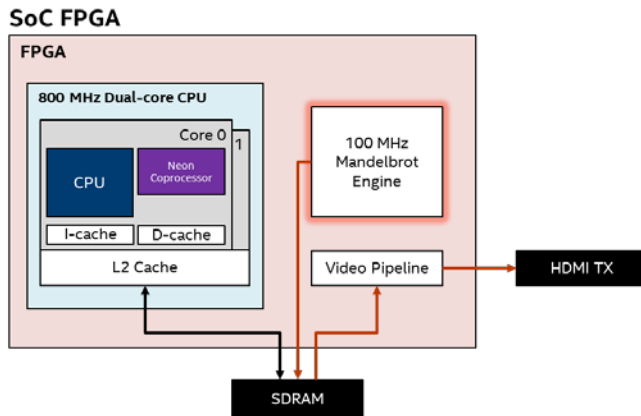 SoC FPGA
FPGA
800 MHz Dual-core CPU
Core 0
1
CPU
Neon
Coprocessor
I-cache
D-cache
L2 Cache
100 MHz
Mandelbrot
Engine
Video Pipeline
HDMI TX
SDRAM